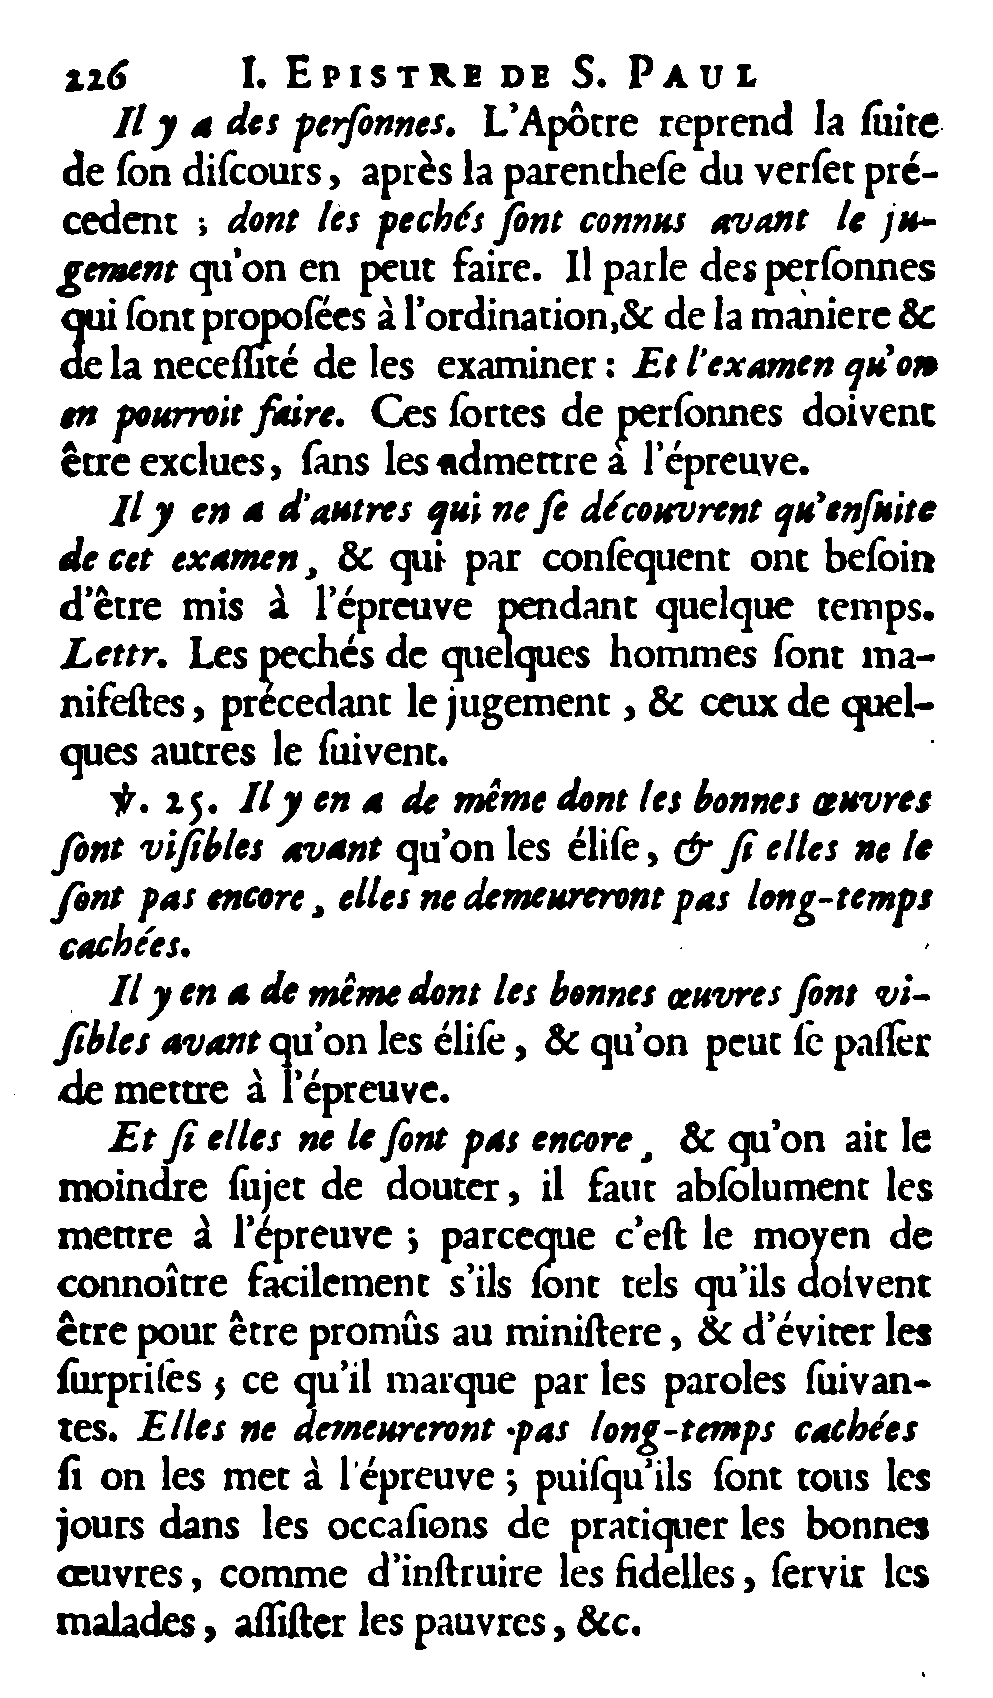 226 I. EPISTRE DE S. PAUL
Il y a des perſonnes. L'Apôtre reprend la ſuite
de ſon diſcours, après la parentheſe du verſet pré-
cedent ; dont les pechés ſont connus avant le ju-
gement qu'on en peut faire. Il parle des perſonnes
qui ſont propoſées à l'ordination, & de la maniere &
de la neceſſité de les examiner : Et l'examen qu'on
en pourroit faire. Ces ſortes de perſonnes doivent
être exclues, ſans les admettre à l'épreuve.
Il y en a d'autres qui ne ſe découvrent qu'enſuite
de cet examen, & qui par conſequent ont beſoin
d'être mis à l'épreuve pendant quelque temps.
Lettr. Les pechés de quelques hommes ſont ma-
nifeſtes, précedant le jugement, & ceux de quel-
ques autres le ſuivent.
℣. 25. Il y en a de même dont les bonnes œuvres
ſont viſibles avant qu'on les éliſe, & ſi elles ne le
ſont pas encore, elles ne demeureront pas long-temps
cachées.
Il y en a de même dont les bonnes œuvres ſont vi-
ſibles avant qu'on les éliſe, & qu'on peut ſe paſſer
de mettre à l'épreuve.
Et ſi elles ne le ſont pas encore, & qu'on ait le
moindre ſujet de douter, il faut abſolument les
mettre à l'épreuve ; parceque c'eſt le moyen de
connoître facilement s'ils ſont tels qu'ils doivent
être pour être promûs au miniſtere, & d'éviter les
ſurpriſes ; ce qu'il marque par les paroles ſuivan-
tes. Elles ne demeureront pas long-temps cachées
ſi on les met à l'épreuve ; puiſqu'ils ſont tous les
jours dans les occaſions de pratiquer les bonnes
œuvres, comme d'inſtruire les fidelles, ſervir les
malades, aſſiſter les pauvres, &c.